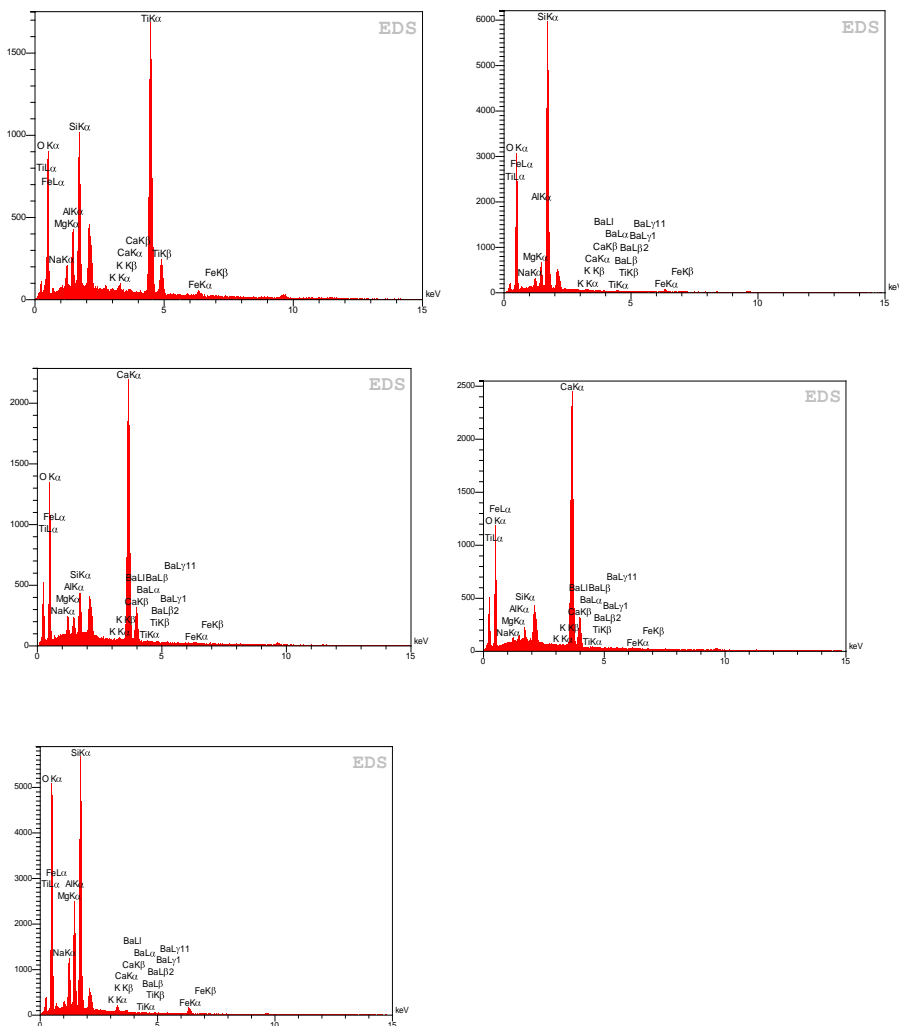 EDS
TiKα
1500
1000
SiKα
O Kα
TiLα
FeLα
500
AlKα
MgKα
CaKβ
CaKα
TiKβ
NaKα
K Kβ
FeKβ
K Kα
FeKα
0
keV
0 5 10 15
EDS
6000
SiKα
5000
4000
3000
O Kα
FeLα
TiLα
2000
AlKα
BaLl
BaLγ11
BaLα
BaLγ1
1000
CaKβ
BaLβ2
MgKα
CaKα
BaLβ
NaKα
K Kβ
TiKβ
FeKβ
K Kα
TiKα
FeKα
0
keV
0 5 10 15
EDS
CaKα
2000
1500
O Kα
1000
FeLα
TiLα
SiKα
BaLγ11
500
AlKα
BaLlBaLβ
BaLα
MgKα
CaKβ
BaLγ1
NaKα
BaLβ2
K Kβ
TiKβ
FeKβ
K Kα
TiKα
FeKα
0
keV
0 5 10 15
EDS
2500
CaKα
2000
1500
FeLα
O Kα
TiLα
1000
BaLγ11
SiKα
BaLlBaLβ
500
AlKα
BaLα
CaKβ
BaLγ1
MgKα
BaLβ2
NaKα
K Kβ
TiKβ
FeKβ
K Kα
TiKα
FeKα
0
keV
0 5 10 15
EDS
SiKα
5000
O Kα
4000
3000
FeLα
TiLα
AlKα
MgKα
2000
BaLl
NaKα
BaLα
BaLγ11
CaKβ
BaLγ1
1000
CaKα
BaLβ2
K Kβ
BaLβ
TiKβ
FeKβ
K Kα
TiKα
FeKα
0
keV
0 5 10 15